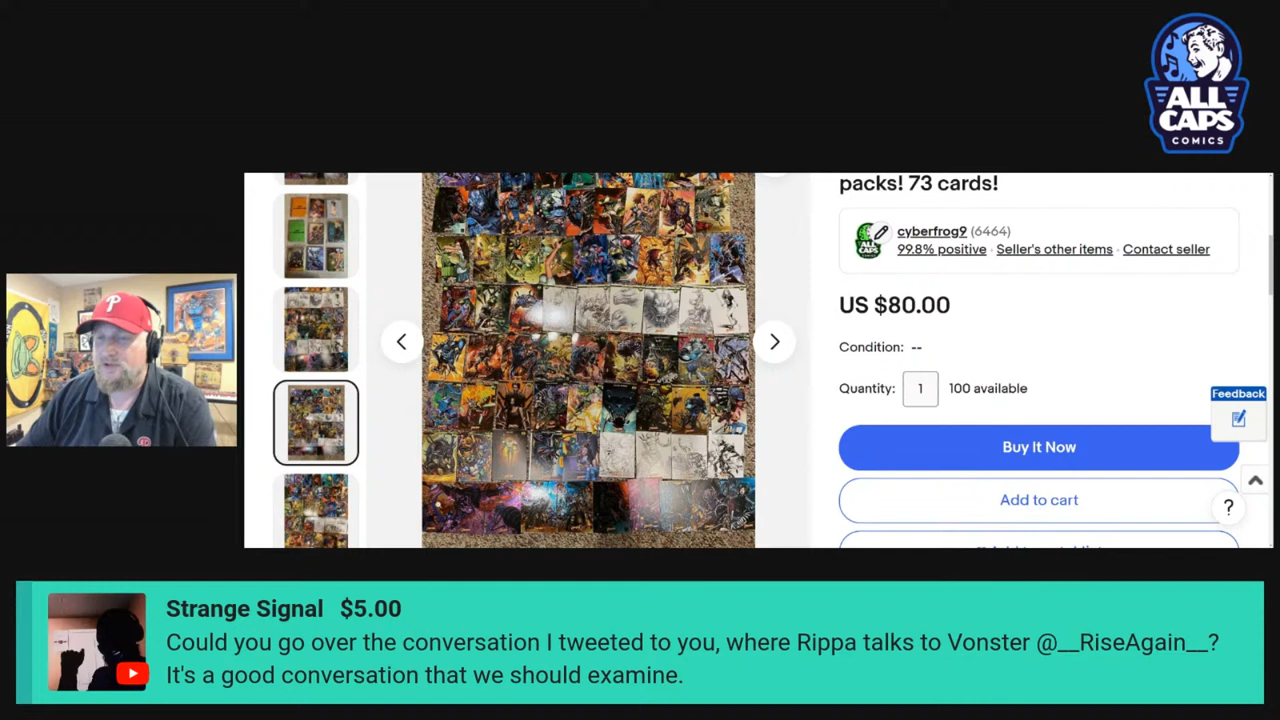 ALL
CAPS
COMICS
packs! 73 cards!
cyberfrog9 (6464)
99.8% positive · Seller's other items · Contact seller
US $80.00
Condition: --
Quantity: 1 100 available
Feedback
Buy It Now
Add to cart
?
Strange Signal $5.00
Could you go over the conversation I tweeted to you, where Rippa talks to Vonster @__RiseAgain__?
It's a good conversation that we should examine.